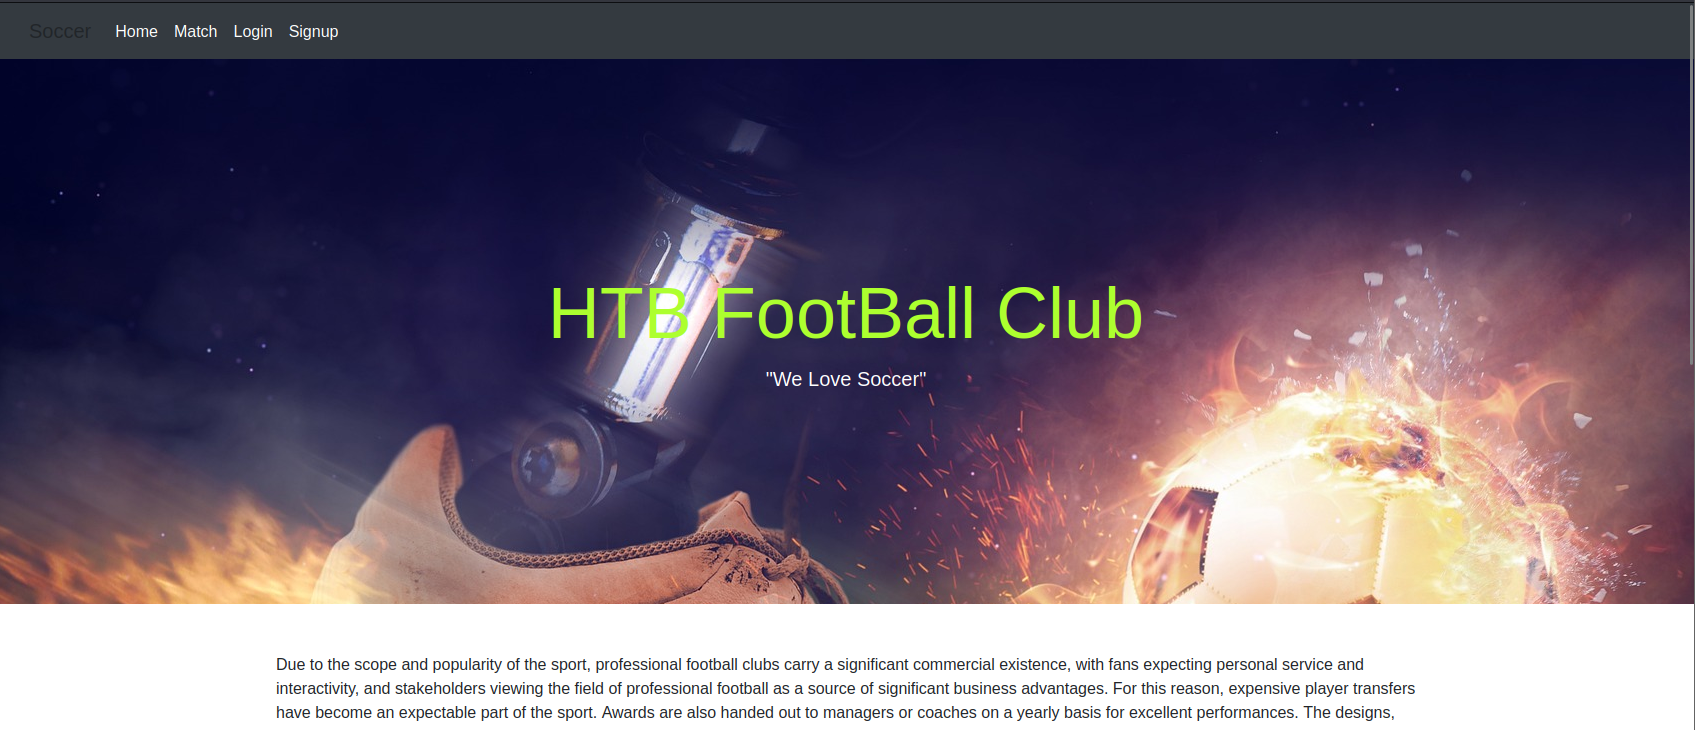 Soccer Home Match Login Signup
HTB FootBall Club
"We Love Soccer"
Due to the scope and popularity of the sport, professional football clubs carry a significant commercial existence, with fans expecting personal service and
interactivity, and stakeholders viewing the field of professional football as a source of significant business advantages. For this reason, expensive player transfers
have become an expectable part of the sport. Awards are also handed out to managers or coaches on a yearly basis for excellent performances. The designs,